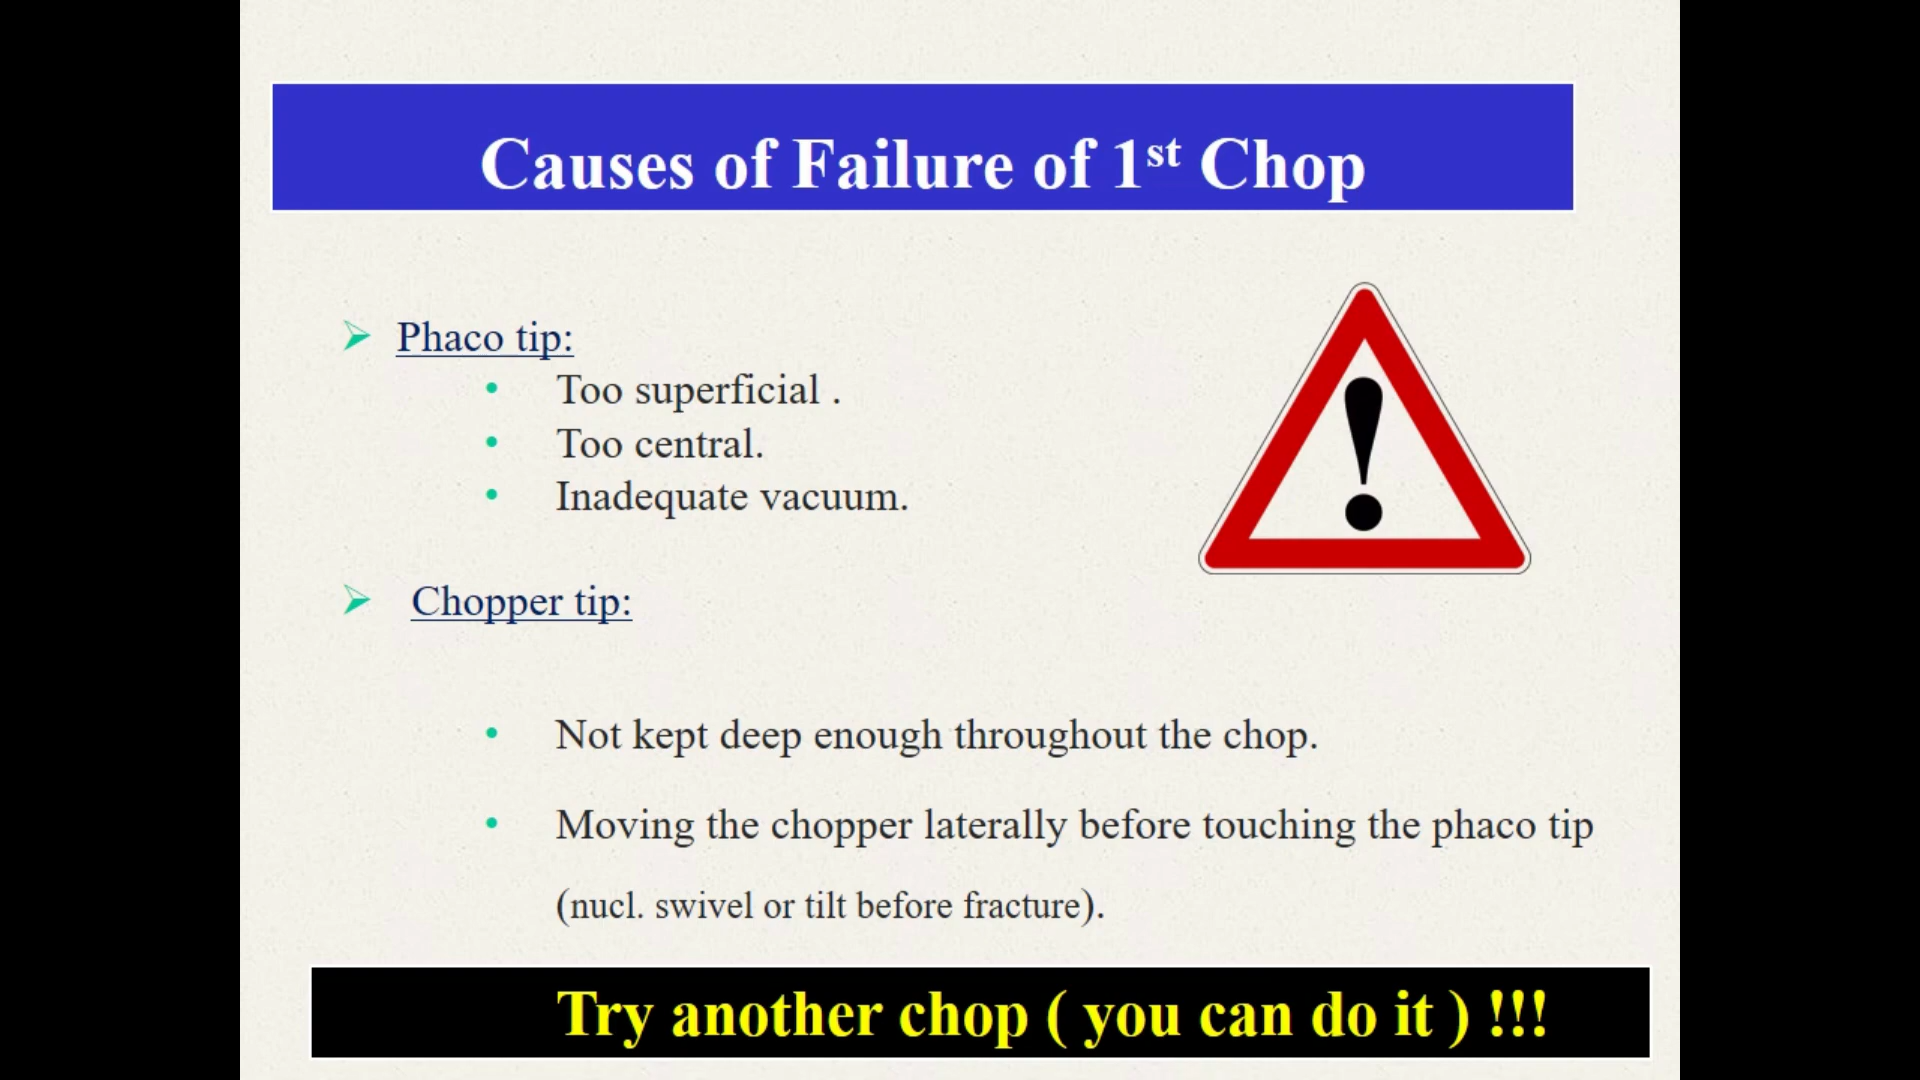 Causes of Failure of 1st Chop
Phaco tip:
Too superficial .
Too central.
Inadequate vacuum.
Chopper tip:
Not kept deep enough throughout the chop.
Moving the chopper laterally before touching the phaco tip
(nucl. swivel or tilt before fracture).
Try another chop ( you can do it ) !!!